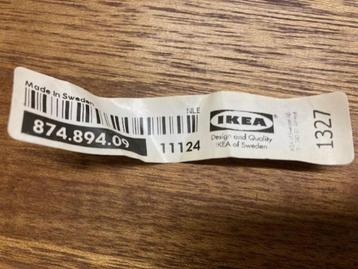 Made in Sweden
NLE
874.894.09
11124
IKEA
Design and Quality
IKEA of Sweden
1327